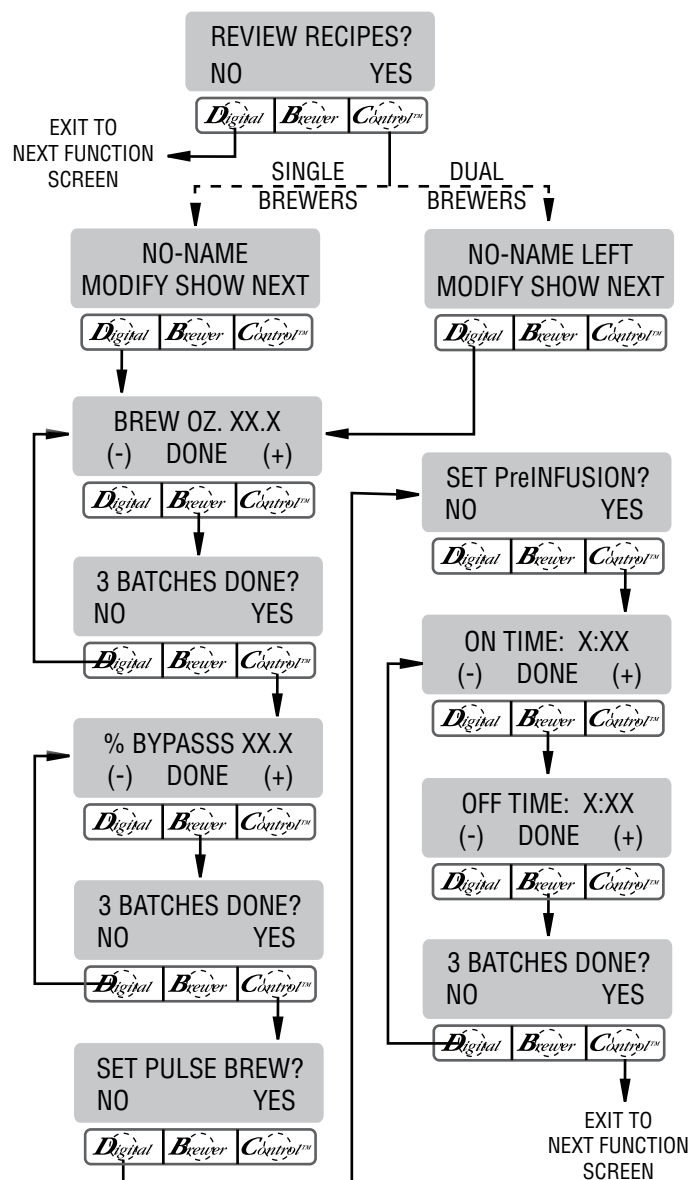 REVIEW RECIPES?
NO YES
Digital Brewer Control™
EXIT TO
NEXT FUNCTION
SCREEN
SINGLE
BREWERS
DUAL
BREWERS
NO-NAME
MODIFY SHOW NEXT
Digital Brewer Control™
NO-NAME LEFT
MODIFY SHOW NEXT
Digital Brewer Control™
BREW OZ. XX.X
(-) DONE (+)
Digital Brewer Control™
3 BATCHES DONE?
NO YES
Digital Brewer Control™
% BYPASSS XX.X
(-) DONE (+)
Digital Brewer Control™
3 BATCHES DONE?
NO YES
Digital Brewer Control™
SET PULSE BREW?
NO YES
Digital Brewer Control™
SET PreINFUSION?
NO YES
Digital Brewer Control™
ON TIME: X:XX
(-) DONE (+)
Digital Brewer Control™
OFF TIME: X:XX
(-) DONE (+)
Digital Brewer Control™
3 BATCHES DONE?
NO YES
Digital Brewer Control™
EXIT TO
NEXT FUNCTION
SCREEN